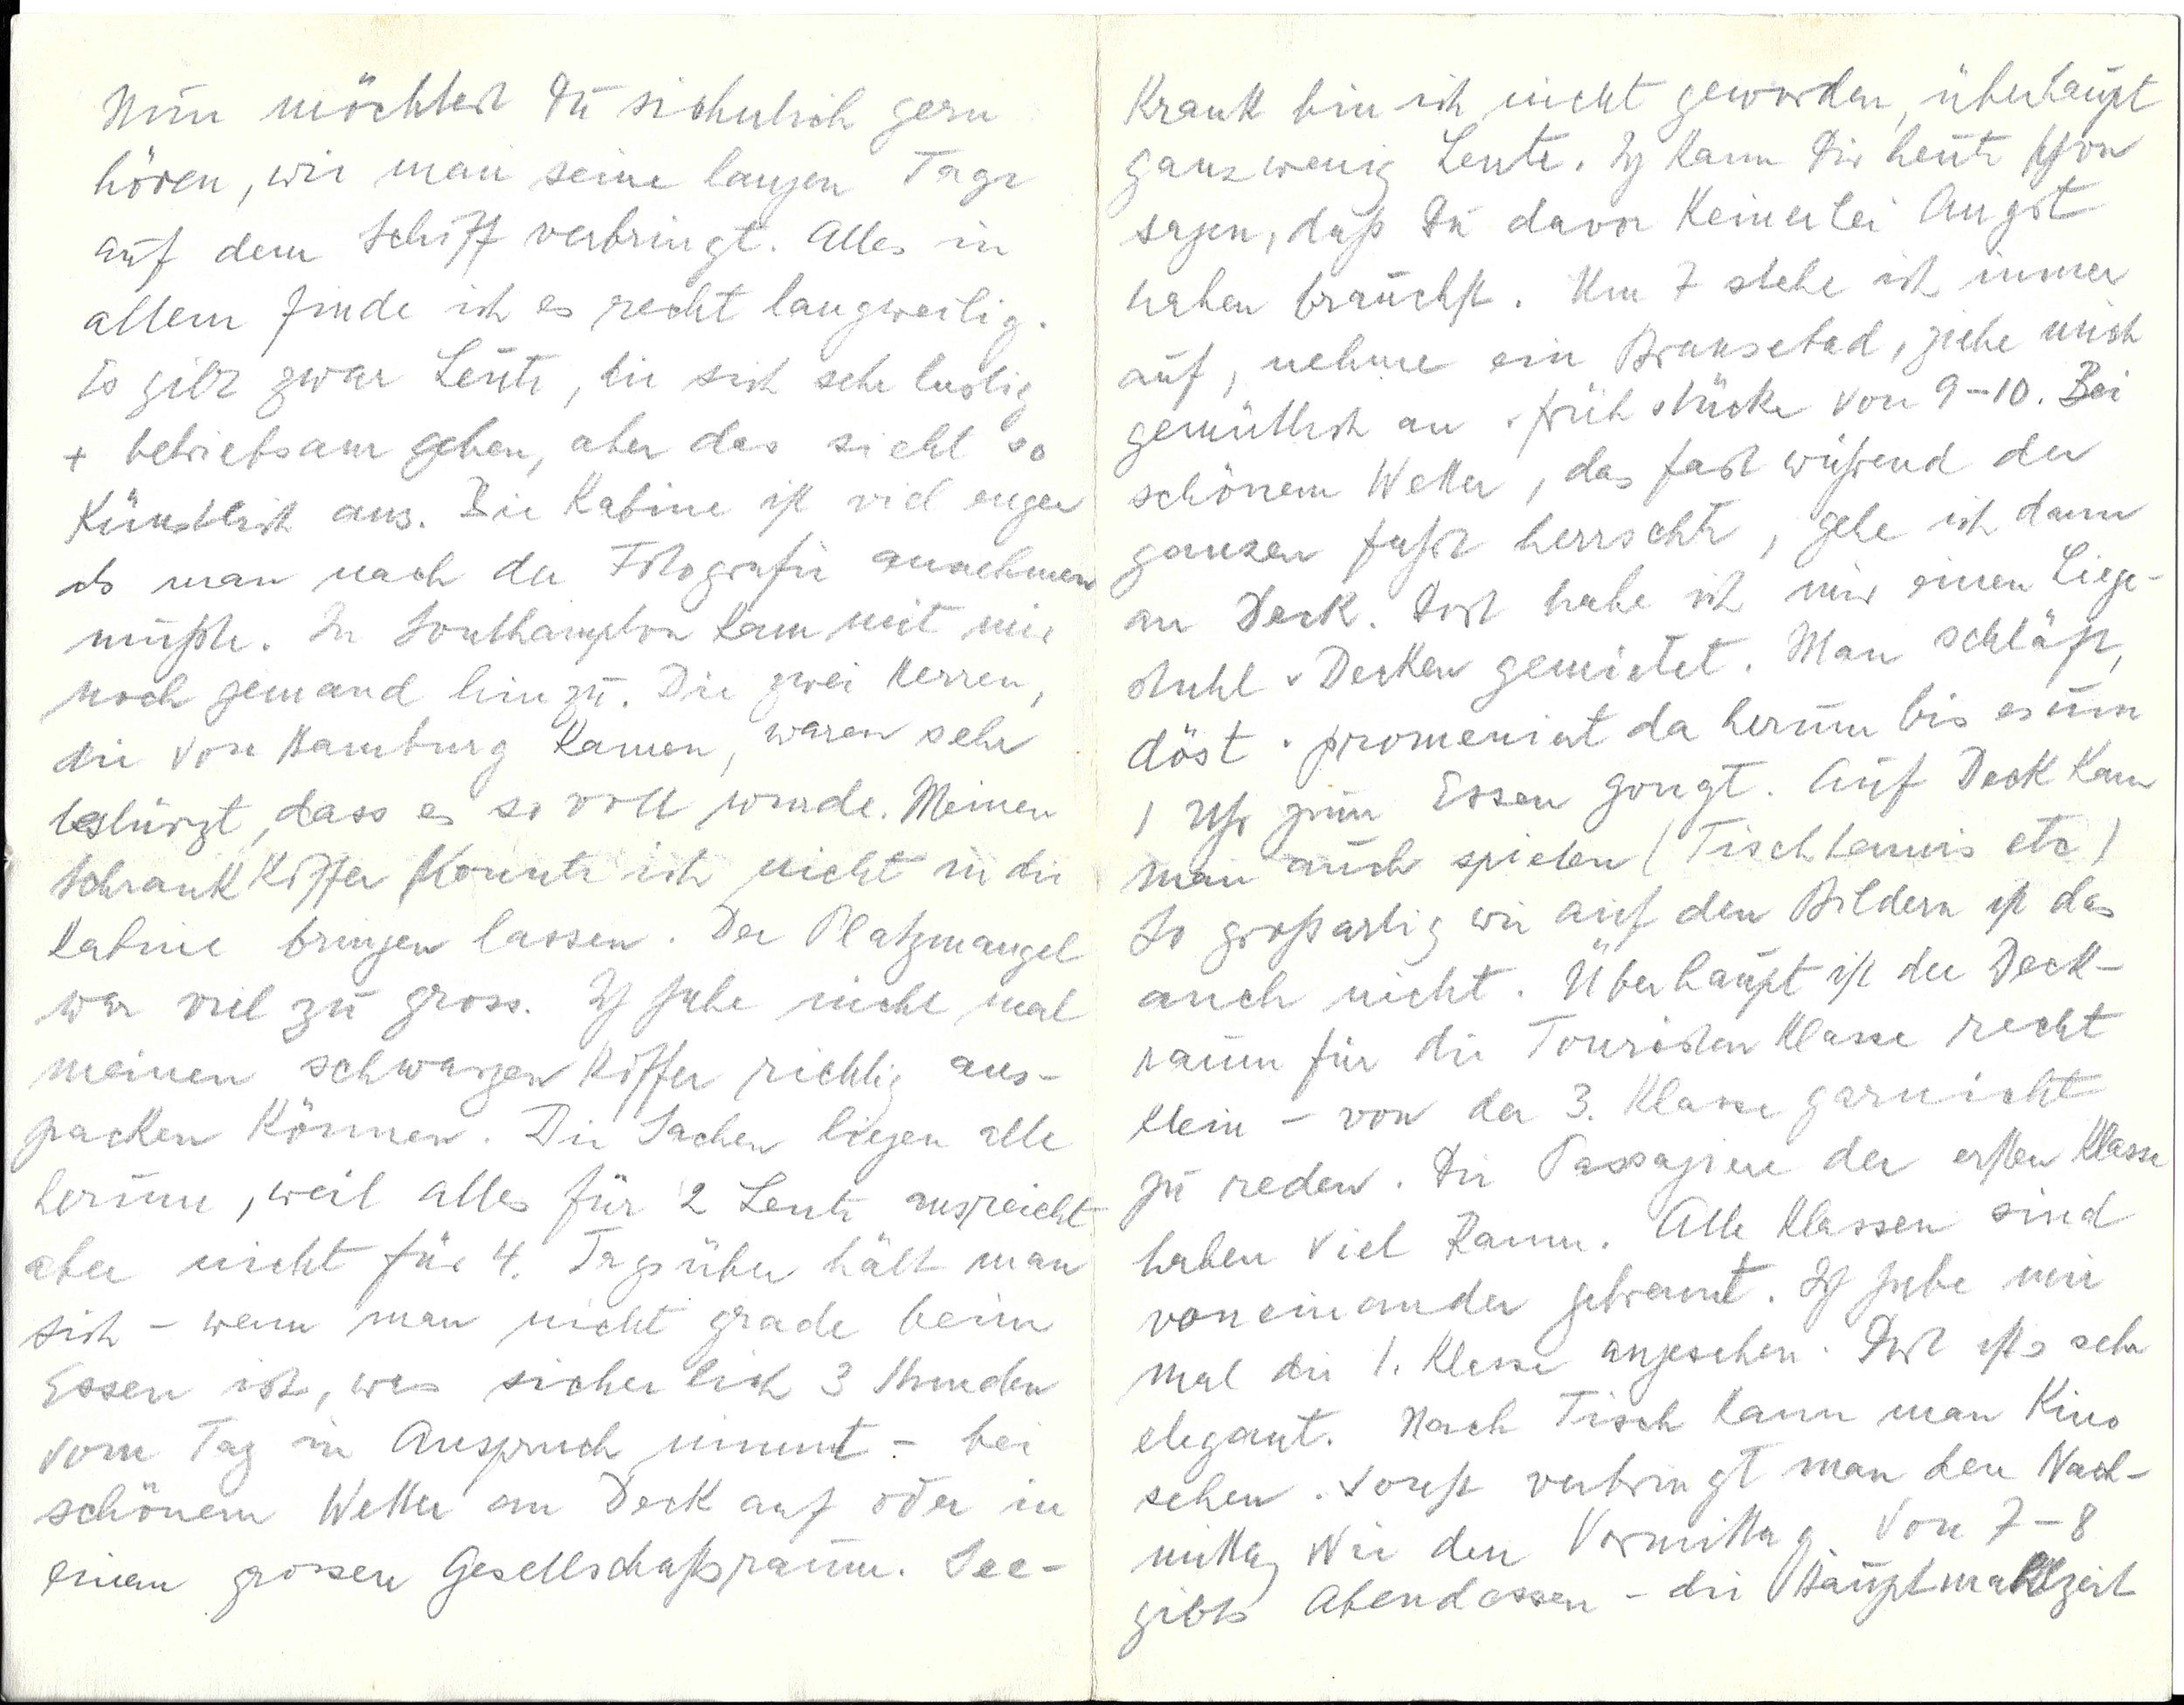 Nun möchtest Du sicherlich gern
hören, wie man seine langen Tage
auf dem Schiff verbringt. Alles in
allem finde ich es recht langweilig.
Es gibt zwar Leute, die sich sehr lustig
+ betriebsam geben, aber das sieht so
künstlich aus. Die Kabine ist viel enger
als man nach der Fotografie annehmen
müsste. In Southampton kam mit mir
noch jemand hinzu. Die zwei Herren,
die von Hamburg kamen, waren sehr
bestürzt, dass es so voll wurde. Meinen
Schrankkoffer konnte ich nicht in die
Kabine bringen lassen. Der Platzmangel
war viel zu gross. Ich habe nicht mal
meinen schwarzen Koffer richtig aus-
packen können. Die Sachen liegen alle
herum, weil alles für 2 Leute ausreicht
aber nicht für 4. Tagsüber hält man
sich – wenn man nicht grade beim
Essen ist, was sicherlich 3 Stunden
vom Tag in Anspruch nimmt – bei
schönem Wetter an Deck auf oder in
einem grossen Gesellschaftsraum. See-
krank bin ich nicht geworden, überhaupt
ganz wenig Leute. Ich kann Dir heute schon
sagen, daß Du davor keinerlei Angst
haben brauchst. Um 7 stehe ich immer
auf, nehme ein Brausebad, ziehe mich
gemütlich an + frühstücke von 9–10. Bei
schönem Wetter, das fast während der
ganzen Fahrt herrschte, gehe ich dann
an Deck. Dort habe ich mir einen Liege-
stuhl + Decken gemietet. Man schläft,
döst + promeniert da herum bis es um
1 Uhr zum Essen gongt. Auf Deck kann
man auch spielen (Tischtennis etc)
So großartig wie auf den Bildern ist das
auch nicht. Überhaupt ist der Deck-
raum für die Touristenklasse recht
klein – von der 3. Klasse garnicht
zu reden. Die Passagiere der ersten Klasse
haben viel Raum. Alle Klassen sind
voneinander getrennt. Ich habe mir
mal die 1. Klasse angesehen. Dort ists sehr
elegant. Nach Tisch kann man Kino
sehen. Sonst verbringt man den Nach-
mittag wie den Vormittag. Von 7–8
gibts Abendessen – die Hauptmahlzeit